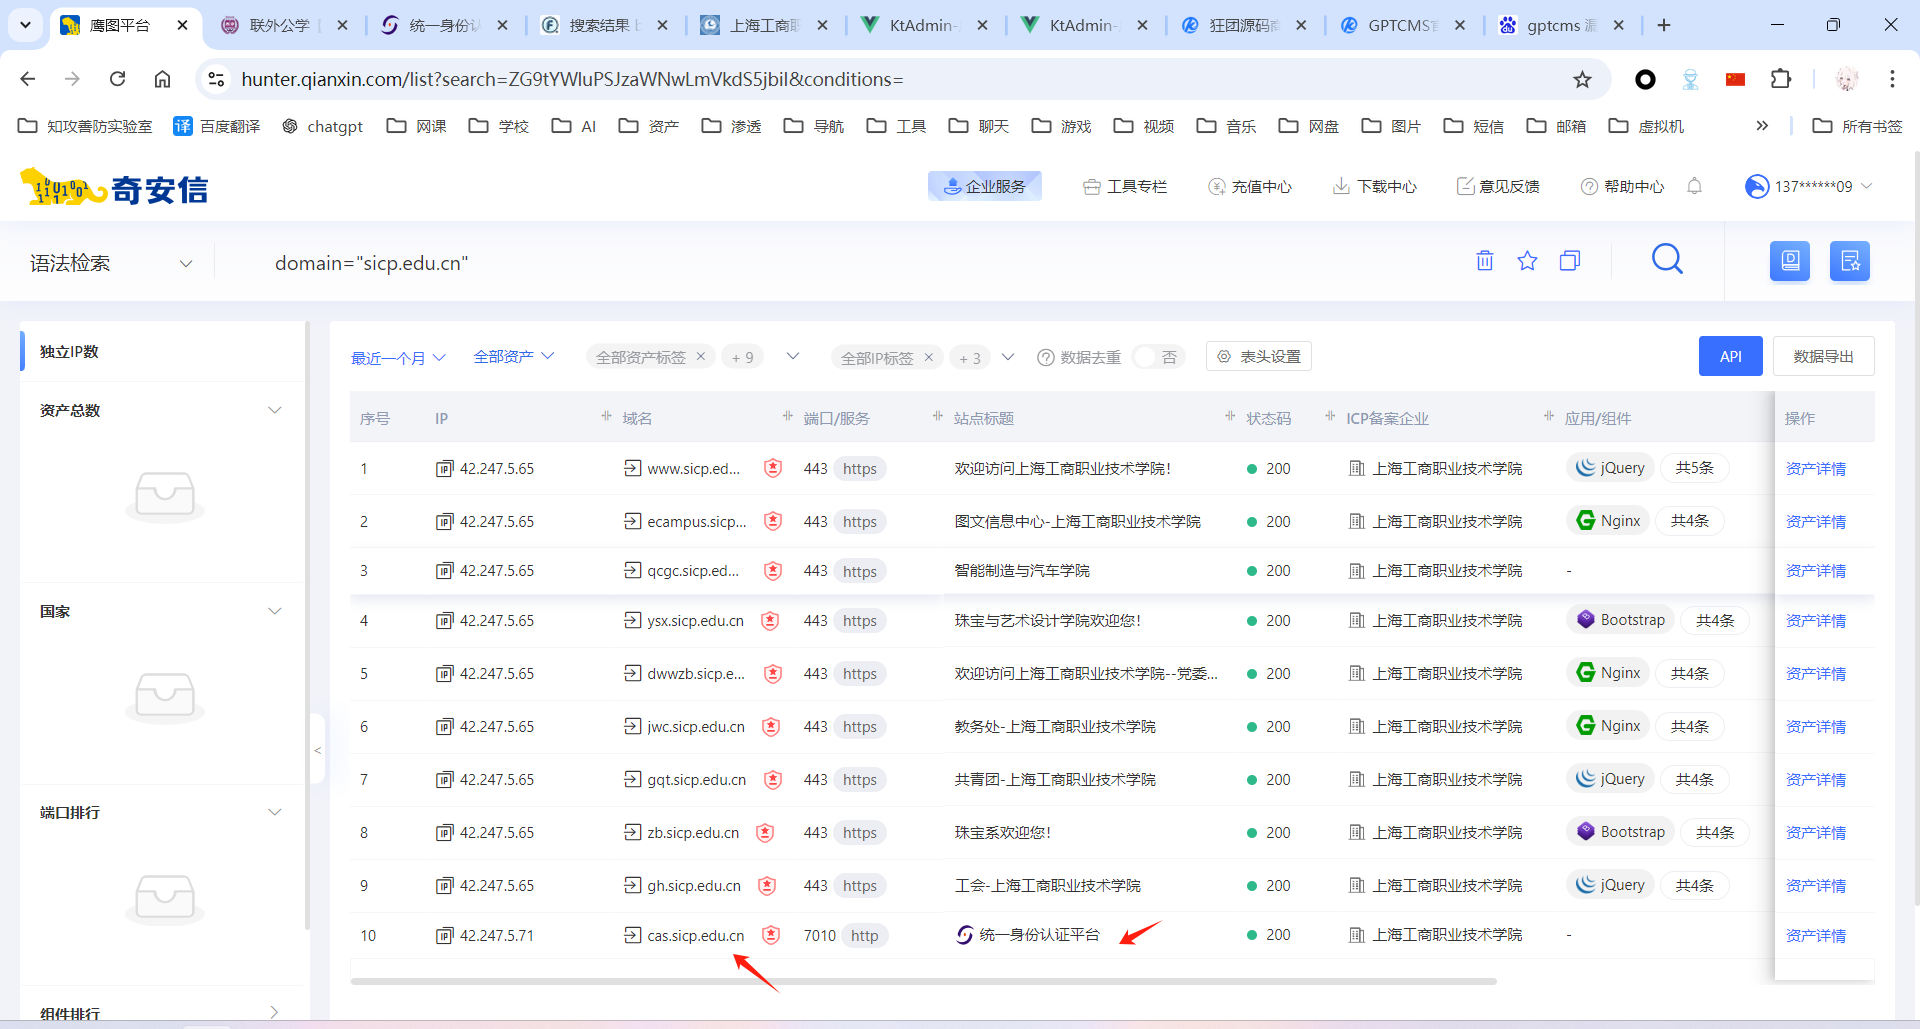 鹰图平台
联外公学
统一身份认
搜索结果
上海工商职
KtAdmin-
KtAdmin-
狂团源码商
GPTCMS官
gptcms 漏
hunter.qianxin.com/list?search=ZG9tYWluPSJzaWNwLmVkdS5jbiI&conditions=
知攻善防实验室
译 百度翻译
chatgpt
网课
学校
AI
资产
渗透
导航
工具
聊天
游戏
视频
音乐
网盘
图片
短信
邮箱
虚拟机
»
所有书签
奇安信
企业服务
工具专栏
充值中心
下载中心
意见反馈
帮助中心
137******09
语法检索
domain="sicp.edu.cn"
独立IP数
资产总数
国家
端口排行
组件排行
最近一个月
全部资产
全部资产标签 ×
+ 9
全部IP标签 ×
+ 3
数据去重
否
表头设置
API
数据导出
序号 IP 域名 端口/服务 站点标题 状态码 ICP备案企业 应用/组件 操作
1 42.247.5.65 www.sicp.ed... 443 https 欢迎访问上海工商职业技术学院! 200 上海工商职业技术学院 jQuery 共5条 资产详情
2 42.247.5.65 ecampus.sicp... 443 https 图文信息中心-上海工商职业技术学院 200 上海工商职业技术学院 Nginx 共4条 资产详情
3 42.247.5.65 qcgc.sicp.ed... 443 https 智能制造与汽车学院 200 上海工商职业技术学院 - 资产详情
4 42.247.5.65 ysx.sicp.edu.cn 443 https 珠宝与艺术设计学院欢迎您! 200 上海工商职业技术学院 Bootstrap 共4条 资产详情
5 42.247.5.65 dwwzb.sicp.e... 443 https 欢迎访问上海工商职业技术学院--党委... 200 上海工商职业技术学院 Nginx 共4条 资产详情
6 42.247.5.65 jwc.sicp.edu.cn 443 https 教务处-上海工商职业技术学院 200 上海工商职业技术学院 Nginx 共4条 资产详情
7 42.247.5.65 gqt.sicp.edu.cn 443 https 共青团-上海工商职业技术学院 200 上海工商职业技术学院 jQuery 共4条 资产详情
8 42.247.5.65 zb.sicp.edu.cn 443 https 珠宝系欢迎您! 200 上海工商职业技术学院 Bootstrap 共4条 资产详情
9 42.247.5.65 gh.sicp.edu.cn 443 https 工会-上海工商职业技术学院 200 上海工商职业技术学院 jQuery 共4条 资产详情
10 42.247.5.71 cas.sicp.edu.cn 7010 http 统一身份认证平台 200 上海工商职业技术学院 - 资产详情